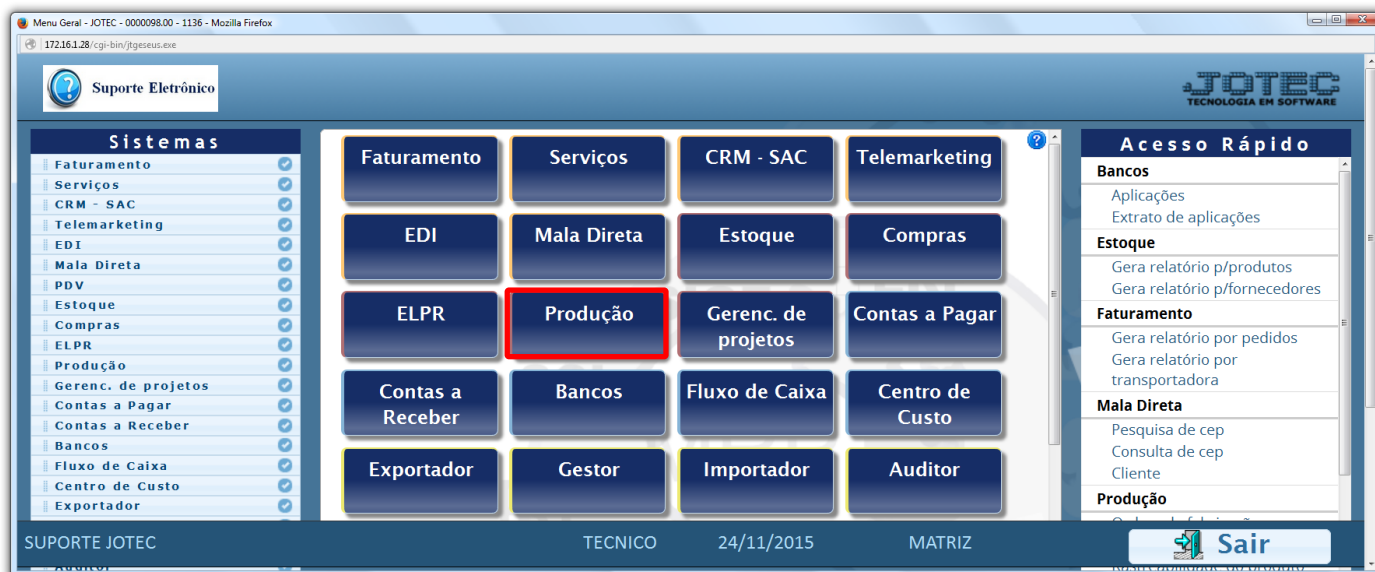 Menu Geral - JOTEC - 0000098.00 - 1136 - Mozilla Firefox
172.16.1.28/cgi-bin/jtgeseus.exe
Suporte Eletrônico
JOTEC
TECNOLOGIA EM SOFTWARE
Sistemas
Faturamento
Serviços
CRM - SAC
Telemarketing
EDI
Mala Direta
PDV
Estoque
Compras
ELPR
Produção
Gerenc. de projetos
Contas a Pagar
Contas a Receber
Bancos
Fluxo de Caixa
Centro de Custo
Exportador
Auditor
Faturamento
Serviços
CRM - SAC
Telemarketing
EDI
Mala Direta
Estoque
Compras
ELPR
Produção
Gerenc. de
projetos
Contas a Pagar
Contas a
Receber
Bancos
Fluxo de Caixa
Centro de
Custo
Exportador
Gestor
Importador
Auditor
Acesso Rápido
Bancos
Aplicações
Extrato de aplicações
Estoque
Gera relatório p/produtos
Gera relatório p/fornecedores
Faturamento
Gera relatório por pedidos
Gera relatório por
transportadora
Mala Direta
Pesquisa de cep
Consulta de cep
Cliente
Produção
SUPORTE JOTEC
TECNICO
24/11/2015
MATRIZ
Sair